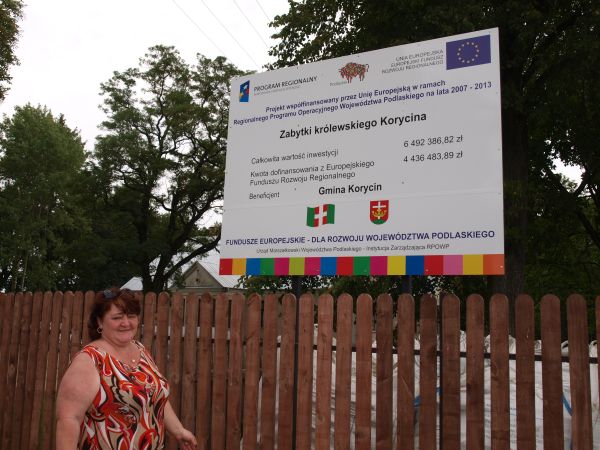 PROGRAM REGIONALNY
Podlaskie
UNIA EUROPEJSKA
EUROPEJSKI FUNDUSZ
ROZWOJU REGIONALNEGO
Projekt współfinansowany przez Unię Europejską w ramach
Regionalnego Programu Operacyjnego Województwa Podlaskiego na lata 2007 - 2013
Zabytki królewskiego Korycina
Całkowita wartość inwestycji 6 492 386,82 zł
Kwota dofinansowania z Europejskiego 4 436 483,89 zł
Funduszu Rozwoju Regionalnego
Beneficjent Gmina Korycin
FUNDUSZE EUROPEJSKIE - DLA ROZWOJU WOJEWÓDZTWA PODLASKIEGO
Urząd Marszałkowski Województwa Podlaskiego - Instytucja Zarządzająca RPOWP